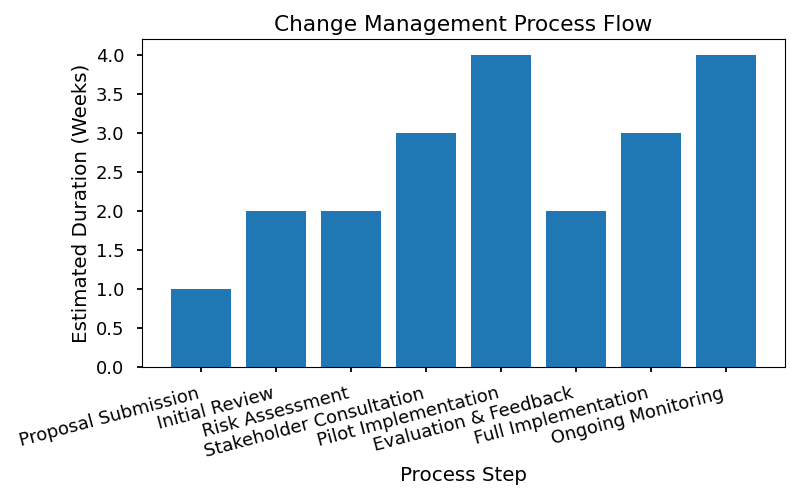 Change Management Process Flow
Estimated Duration (Weeks)
4.0
3.5
3.0
2.5
2.0
1.5
1.0
0.5
0.0
Proposal Submission
Initial Review
Risk Assessment
Stakeholder Consultation
Pilot Implementation
Evaluation & Feedback
Full Implementation
Ongoing Monitoring
Process Step